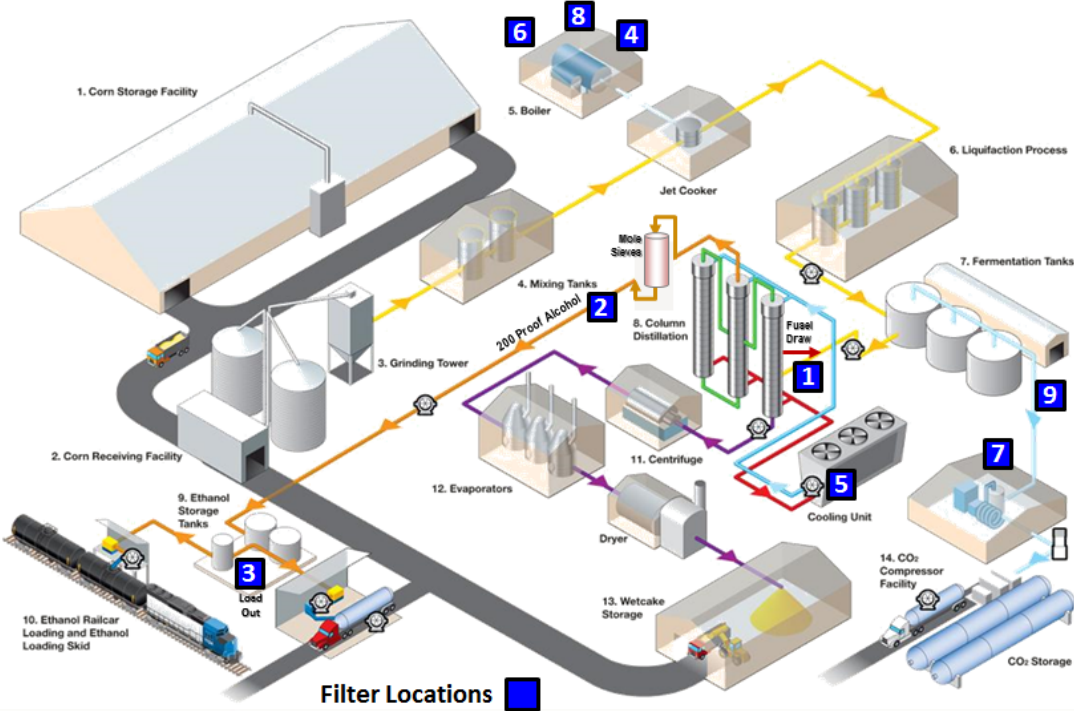 6
8
4
1. Corn Storage Facility
5. Boiler
6. Liquifaction Process
Jet Cooker
Mole
Sieves
7. Fermentation Tanks
4. Mixing Tanks
2
200 Proof Alcohol
8. Column
Distillation
Fusel
Draw
3. Grinding Tower
1
9
2. Corn Receiving Facility
11. Centrifuge
7
12. Evaporators
5
9. Ethanol
Storage
Tanks
Cooling Unit
Dryer
3
Load
Out
14. CO₂
Compressor
Facility
13. Wetcake
Storage
10. Ethanol Railcar
Loading and Ethanol
Loading Skid
CO₂ Storage
Filter Locations